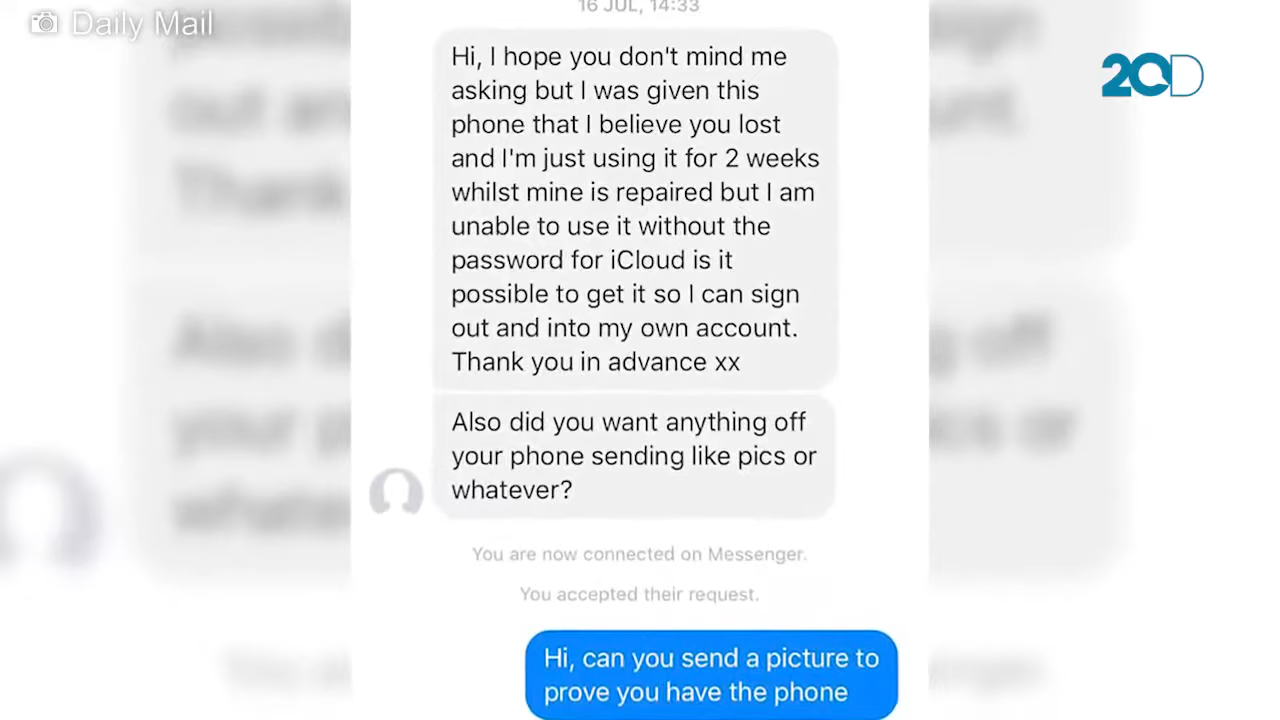 Daily Mail
20D
16 JUL, 14:33
Hi, I hope you don't mind me
asking but I was given this
phone that I believe you lost
and I'm just using it for 2 weeks
whilst mine is repaired but I am
unable to use it without the
password for iCloud is it
possible to get it so I can sign
out and into my own account.
Thank you in advance xx
Also did you want anything off
your phone sending like pics or
whatever?
You are now connected on Messenger.
You accepted their request.
Hi, can you send a picture to
prove you have the phone